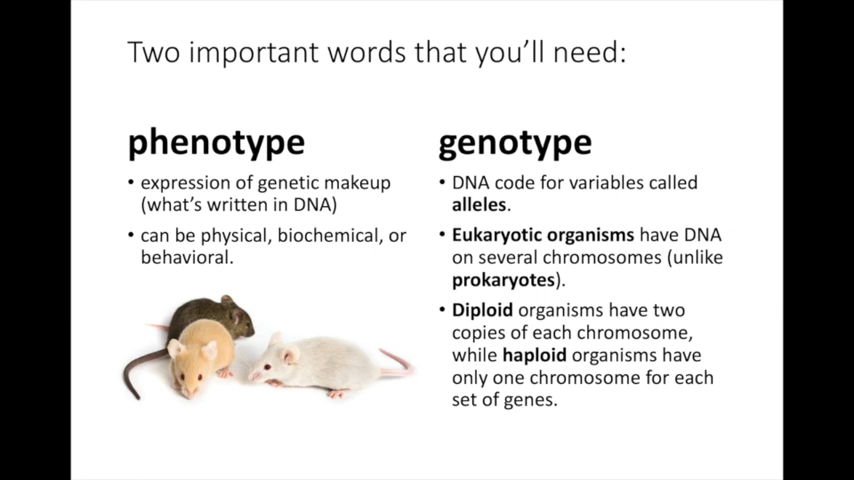 Two important words that you'll need:
phenotype
• expression of genetic makeup
(what's written in DNA)
• can be physical, biochemical, or
behavioral.
genotype
• DNA code for variables called
alleles.
• Eukaryotic organisms have DNA
on several chromosomes (unlike
prokaryotes).
• Diploid organisms have two
copies of each chromosome,
while haploid organisms have
only one chromosome for each
set of genes.